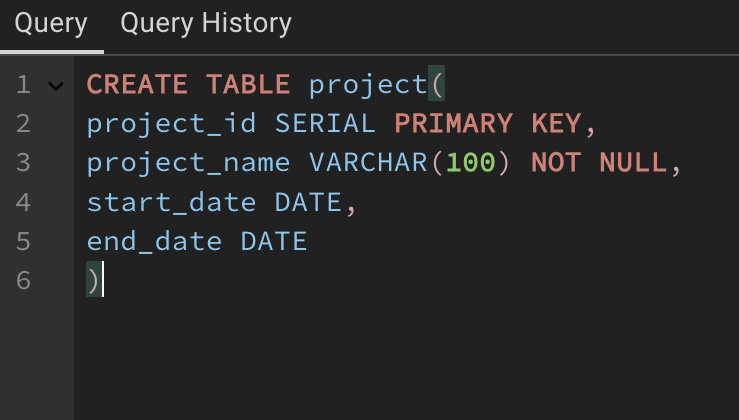 Query Query History
1 CREATE TABLE project(
2 project_id SERIAL PRIMARY KEY,
3 project_name VARCHAR(100) NOT NULL,
4 start_date DATE,
5 end_date DATE
6 )